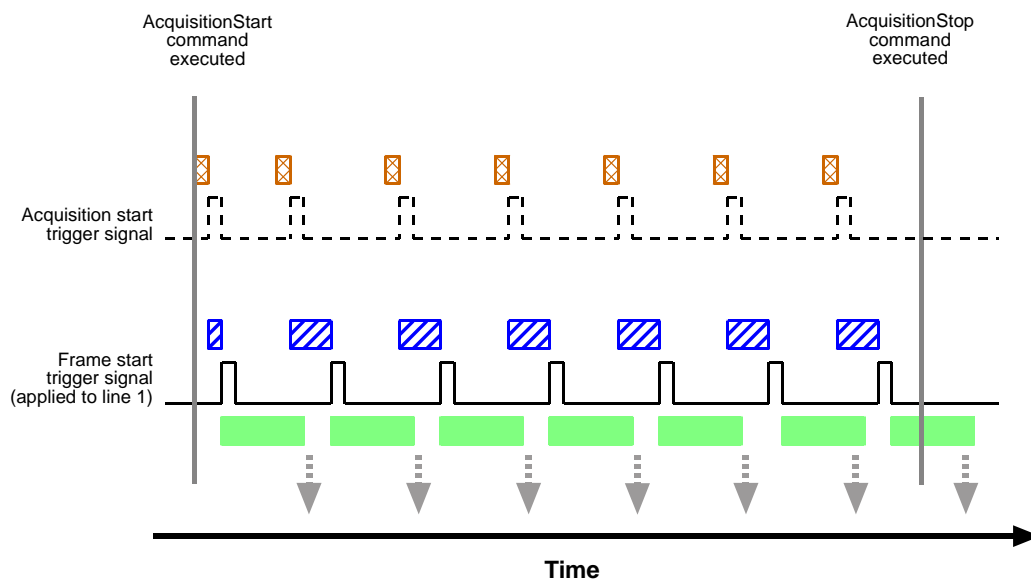 AcquisitionStart
command
executed
AcquisitionStop
command
executed
Acquisition start
trigger signal
Frame start
trigger signal
(applied to line 1)
Time